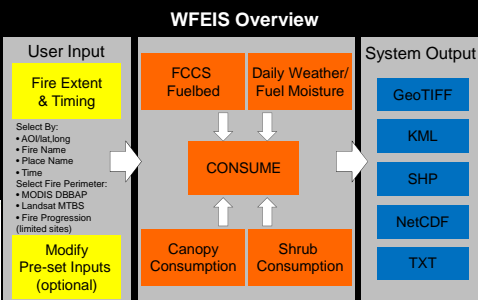 WFEIS Overview
User Input
Fire Extent
& Timing
Select By:
• AOI/lat,long
• Fire Name
• Place Name
• Time
Select Fire Perimeter:
• MODIS DBBAP
• Landsat MTBS
• Fire Progression
(limited sites)
Modify
Pre-set Inputs
(optional)
FCCS
Fuelbed
Daily Weather/
Fuel Moisture
CONSUME
Canopy
Consumption
Shrub
Consumption
System Output
GeoTIFF
KML
SHP
NetCDF
TXT